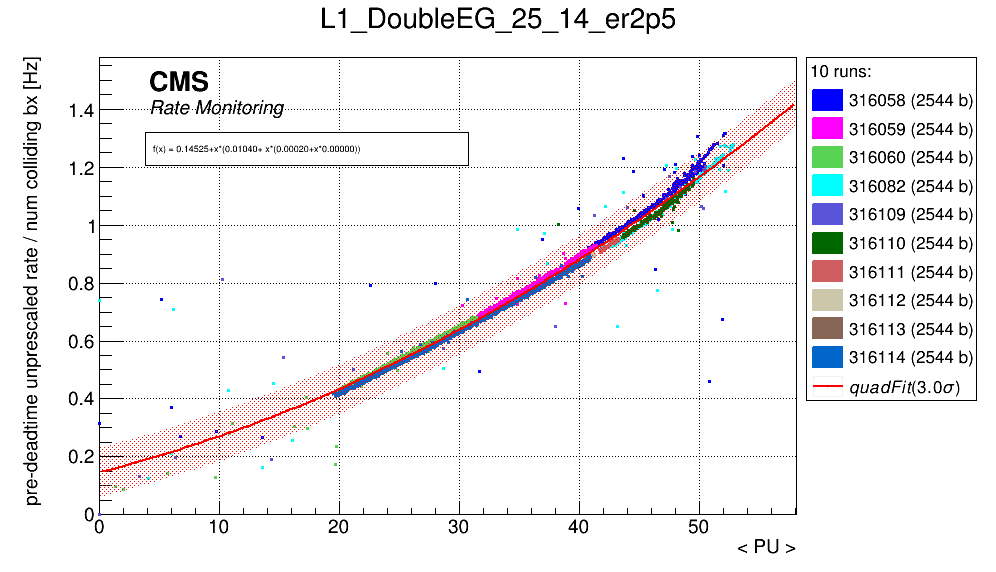 L1_DoubleEG_25_14_er2p5
pre-deadtime unprescaled rate / num colliding bx [Hz]
CMS
Rate Monitoring
f(x) = 0.14525+x*(0.01040+ x*(0.00020+x*0.00000))
1.4
1.2
1
0.8
0.6
0.4
0.2
0
0
10
20
30
40
50
< PU >
10 runs:
316058 (2544 b)
316059 (2544 b)
316060 (2544 b)
316082 (2544 b)
316109 (2544 b)
316110 (2544 b)
316111 (2544 b)
316112 (2544 b)
316113 (2544 b)
316114 (2544 b)
quadFit(3.0σ)